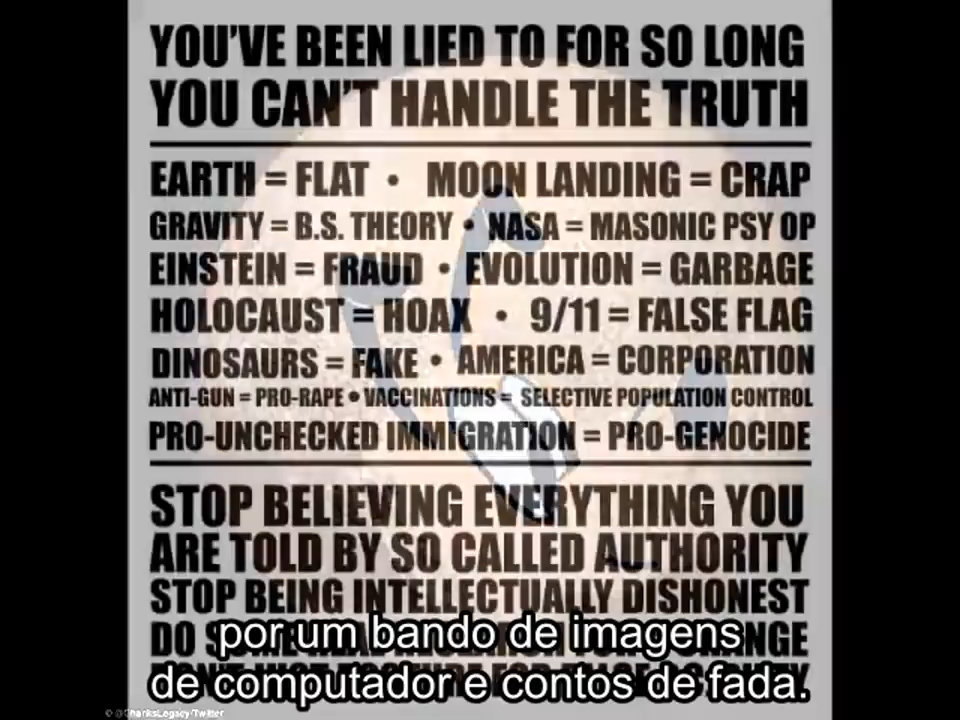 YOU'VE BEEN LIED TO FOR SO LONG
YOU CAN'T HANDLE THE TRUTH
EARTH = FLAT • MOON LANDING = CRAP
GRAVITY = B.S. THEORY • NASA = MASONIC PSY OP
EINSTEIN = FRAUD • EVOLUTION = GARBAGE
HOLOCAUST = HOAX • 9/11 = FALSE FLAG
DINOSAURS = FAKE • AMERICA = CORPORATION
ANTI-GUN = PRO-RAPE • VACCINATIONS = SELECTIVE POPULATION CONTROL
PRO-UNCHECKED IMMIGRATION = PRO-GENOCIDE
STOP BELIEVING EVERYTHING YOU
ARE TOLD BY SO CALLED AUTHORITY
STOP BEING INTELLECTUALLY DISHONEST
DO
por um bando de imagens
de computador e contos de fada.